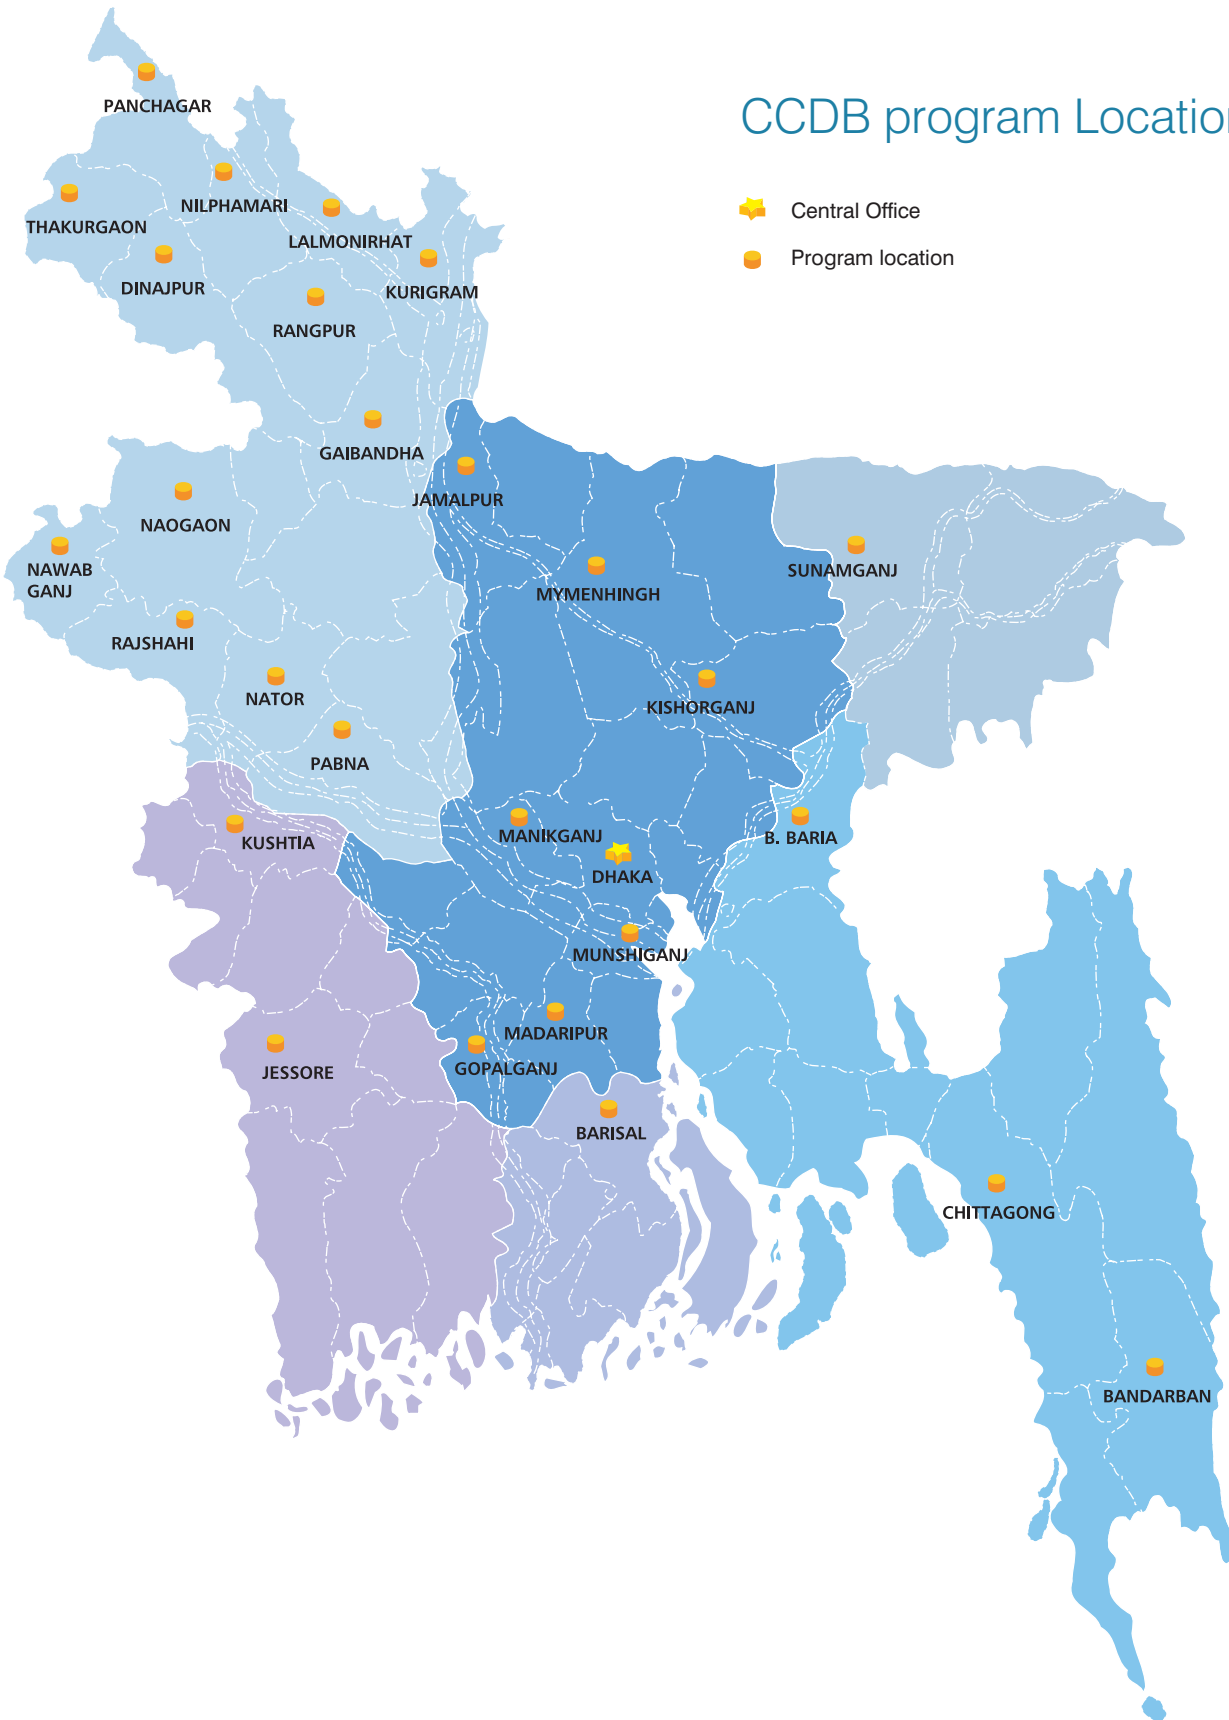 CCDB program Location
Central Office
Program location
PANCHAGAR
THAKURGAON
NILPHAMARI
LALMONIRHAT
DINAJPUR
KURIGRAM
RANGPUR
GAIBANDHA
JAMALPUR
NAOGAON
NAWAB
GANJ
SUNAMGANJ
MYMENHINGH
RAJSHAHI
NATOR
KISHORGANJ
PABNA
MANIKGANJ
KUSHTIA
B. BARIA
DHAKA
MUNSHIGANJ
MADARIPUR
GOPALGANJ
JESSORE
BARISAL
CHITTAGONG
BANDARBAN